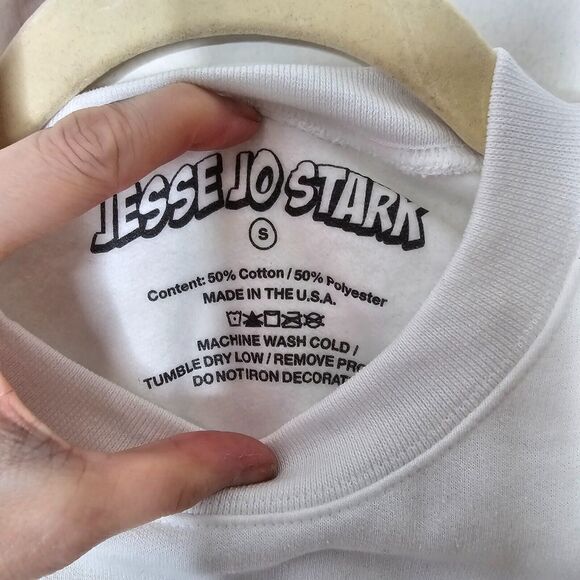 JESSE JO STARK
S
Content: 50% Cotton / 50% Polyester
MADE IN THE U.S.A.
MACHINE WASH COLD /
TUMBLE DRY LOW / REMOVE
DO NOT IRON